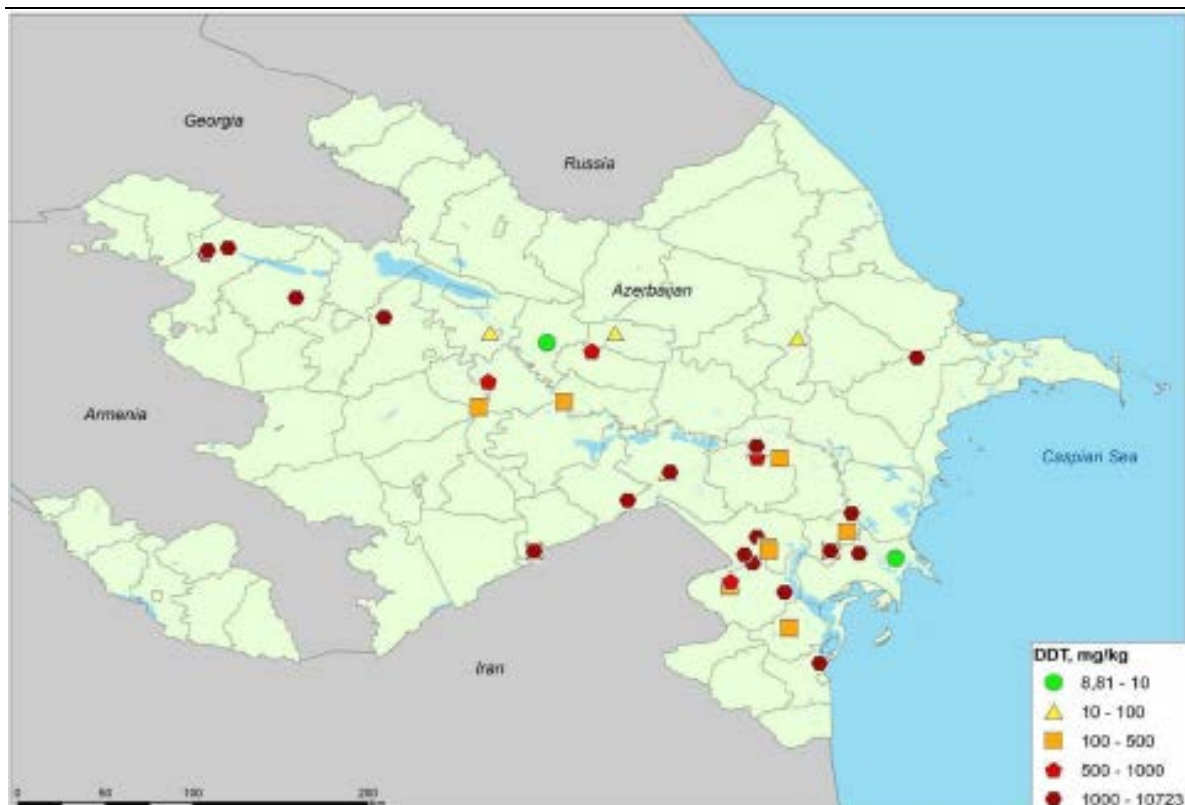 Georgia
Russia
Azerbaijan
Armenia
Caspian Sea
Iran
DDT, mg/kg
8,81 - 10
10 - 100
100 - 500
500 - 1000
1000 - 10723
0 50 100 200